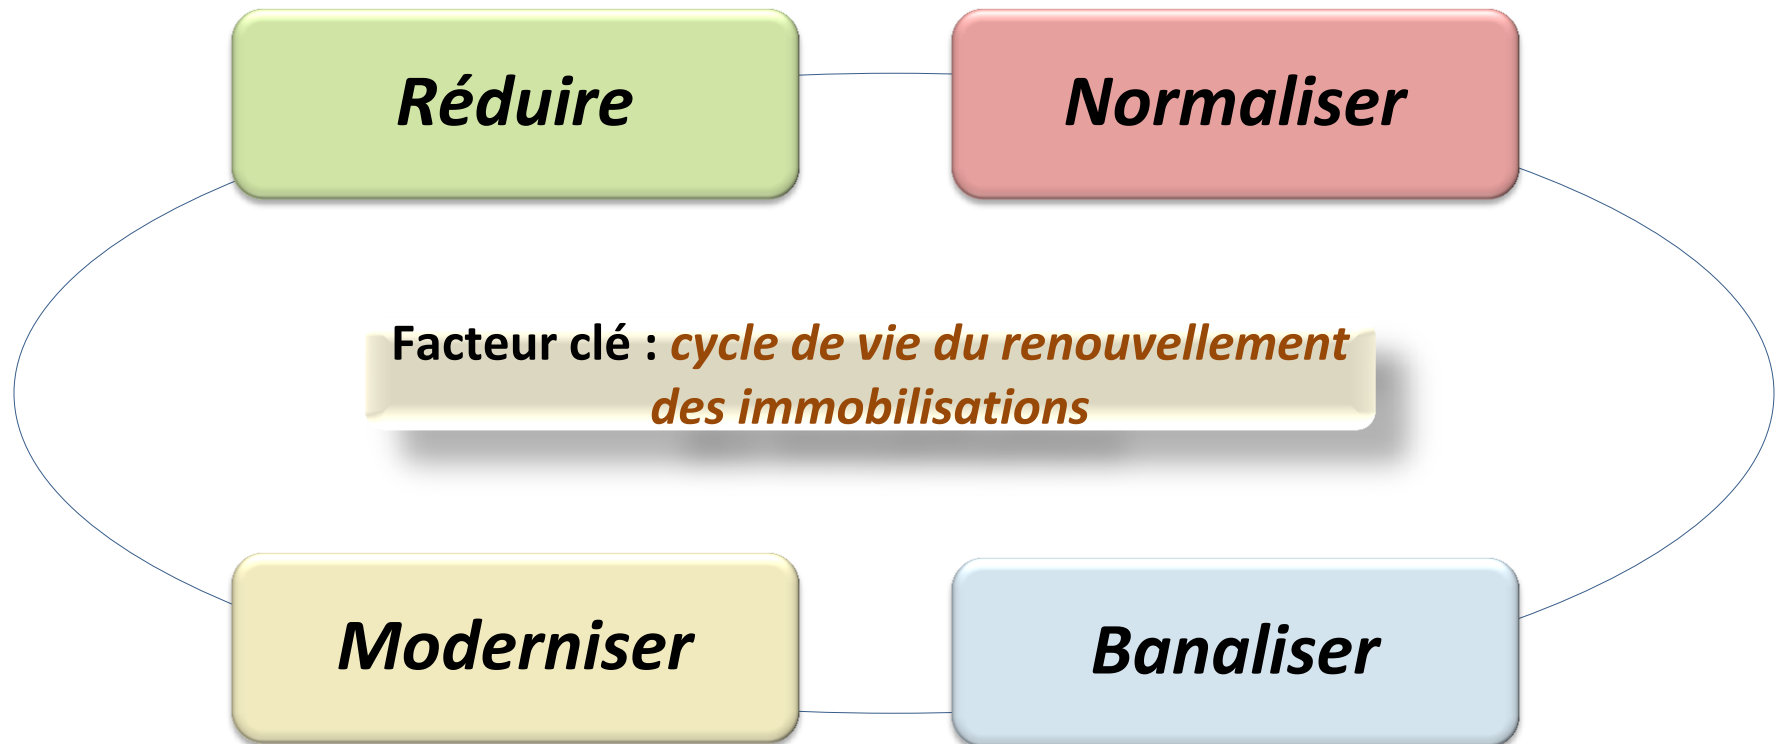 Réduire
Normaliser
Facteur clé : cycle de vie du renouvellement
des immobilisations
Moderniser
Banaliser